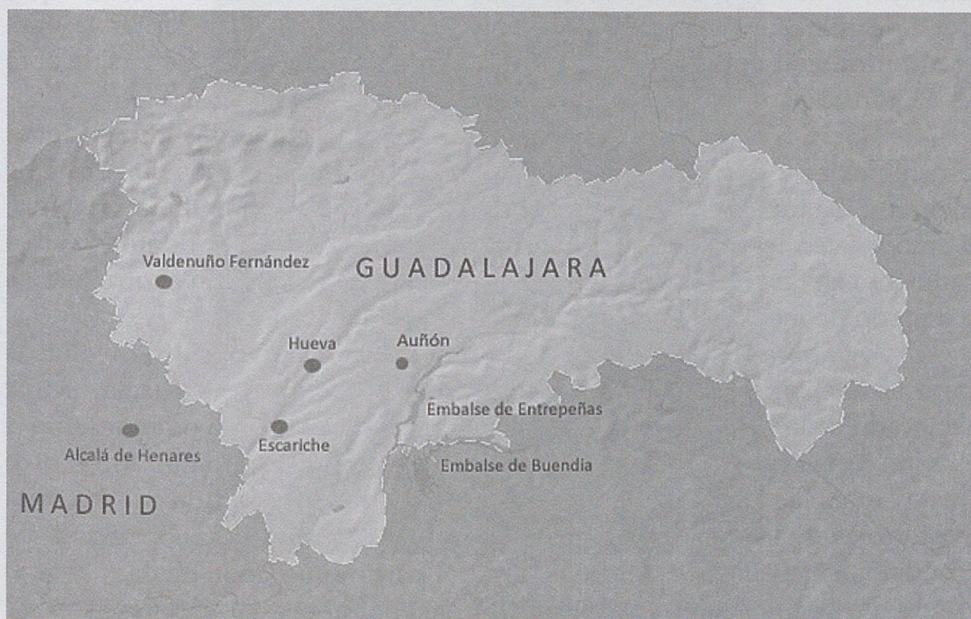 Valdenuño Fernández
GUADALAJARA
Hueva
Auñón
Embalse de Entrepeñas
Escariche
Alcalá de Henares
Embalse de Buendia
MADRID